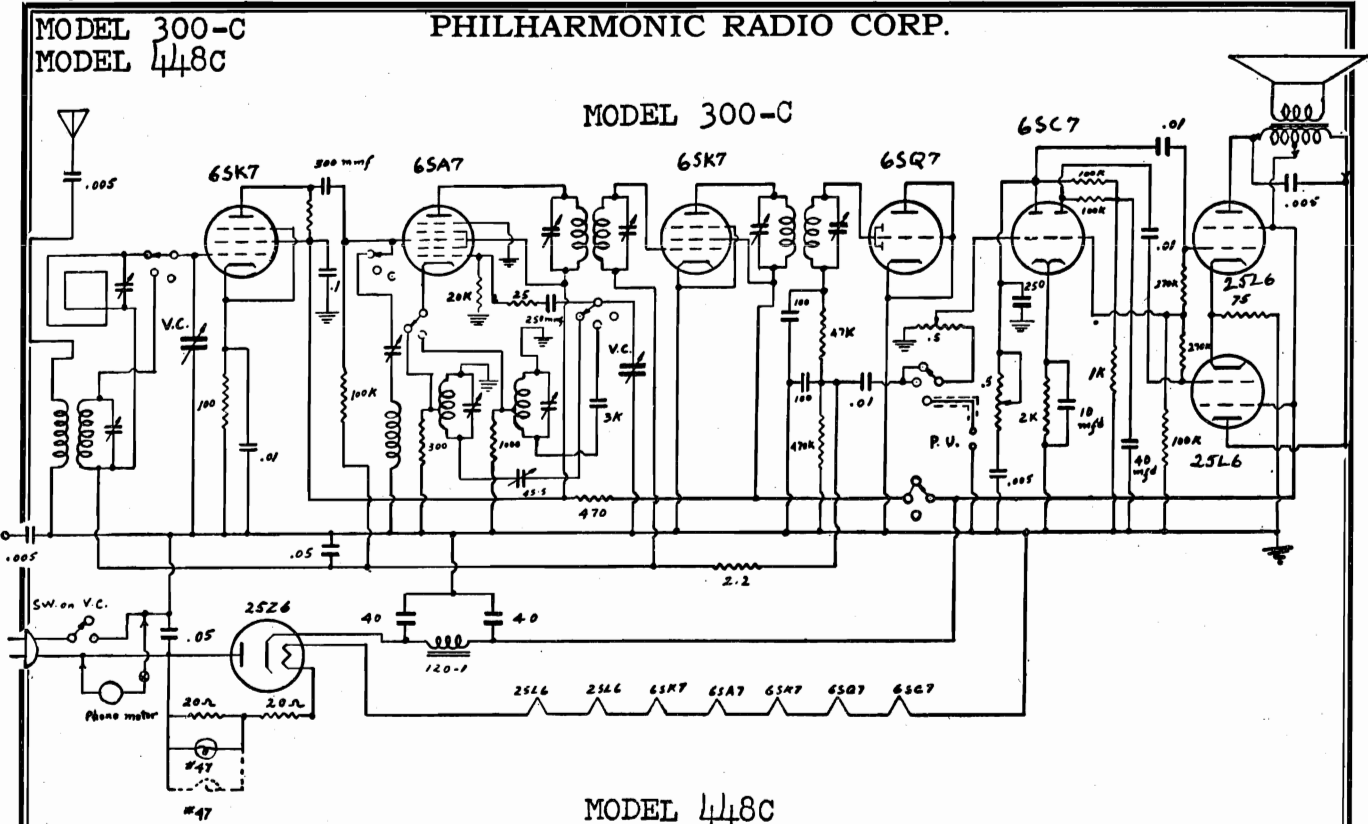 MODEL 300-C
MODEL 448C
PHILHARMONIC RADIO CORP.
MODEL 300-C
.005
6SK7
300 mmf
6SA7
6SK7
6SQ7
6SC7
.01
100K
100K
.005
.1
C
20K
25
250 mmf
V.C.
V.C.
100
47K
.5
250
.01
270K
25L6
75
270K
100
100K
.01
300
1000
3K
45.5
100
.01
470K
P. U.
.5
2K
10 mfd
1K
40 mfd
100K
25L6
.005
470
.005
.05
2.2
SW. on V.C.
.05
25Z6
40
40
120-1
Phono motor
20Ω
20Ω
25L6 25L6 6SK7 6SA7 6SK7 6SQ7 6SC7
#47
#47
MODEL 448C